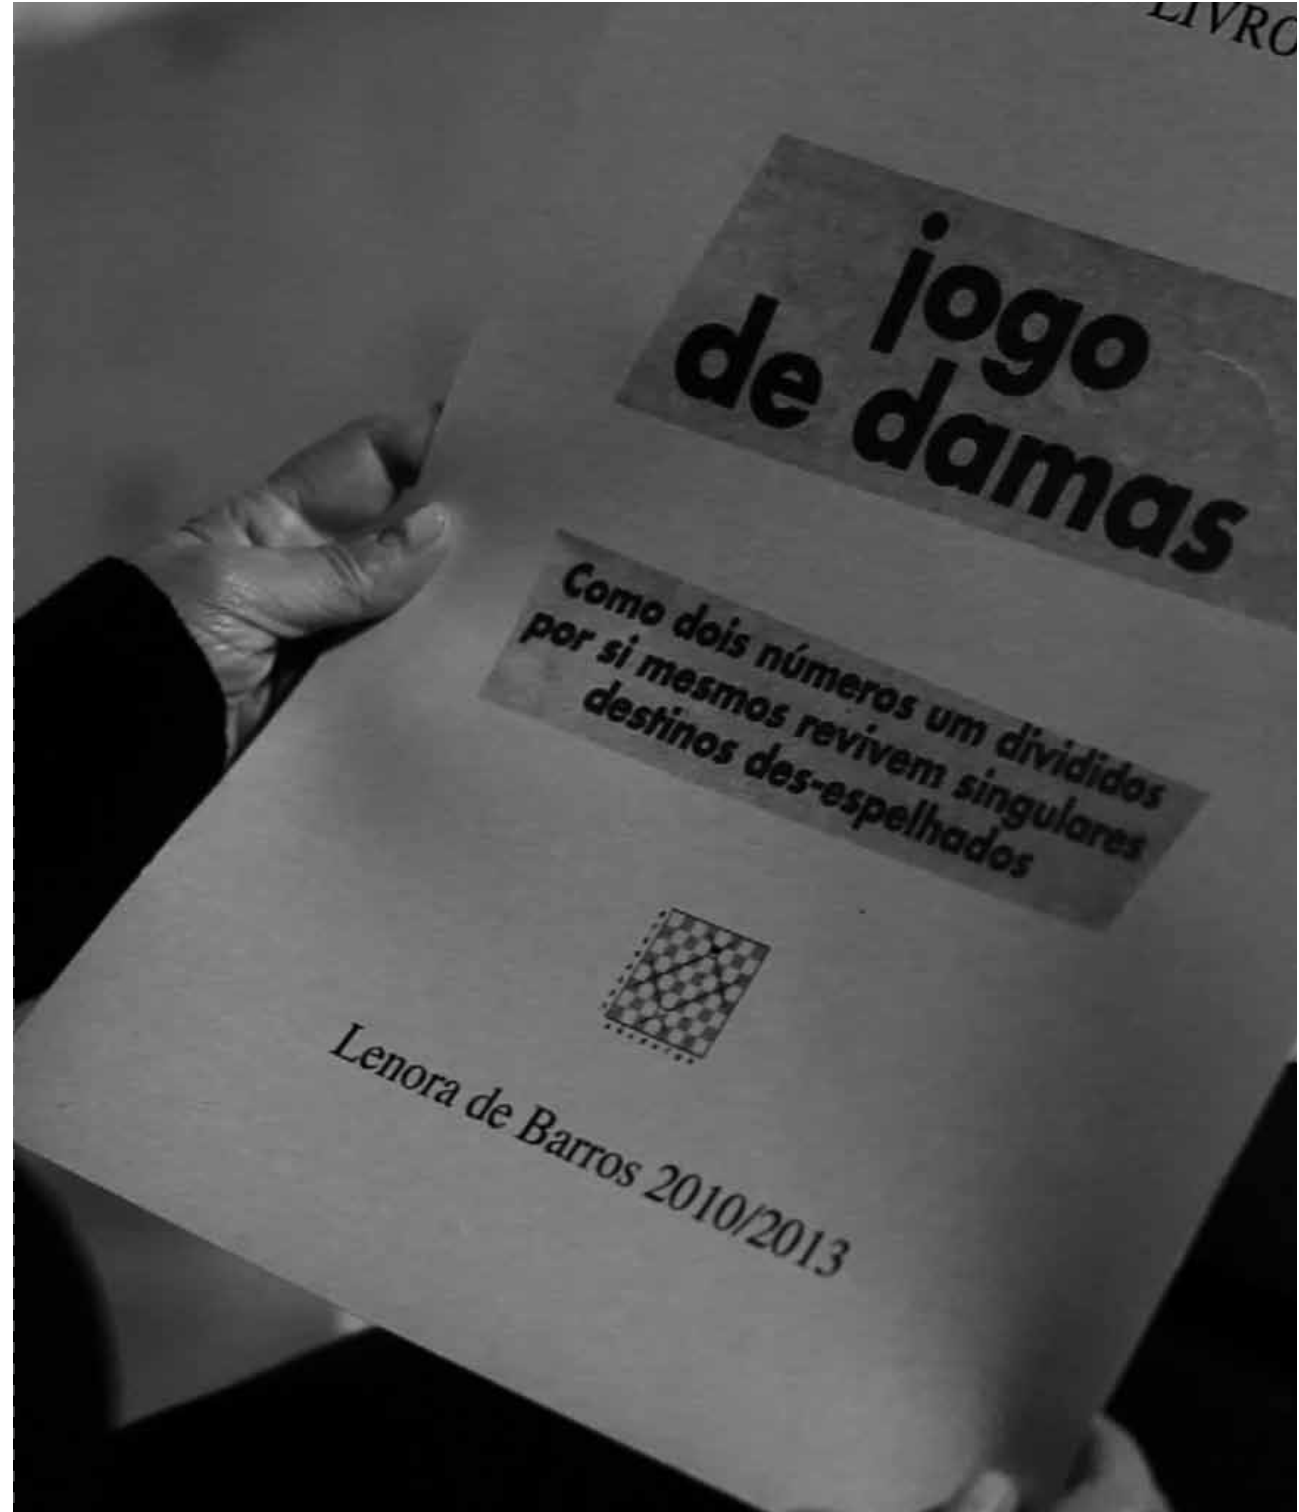 LIVRO
jogo
de damas
Como dois números um divididos
por si mesmos revivem singulares
destinos des-espelhados
Lenora de Barros 2010/2013